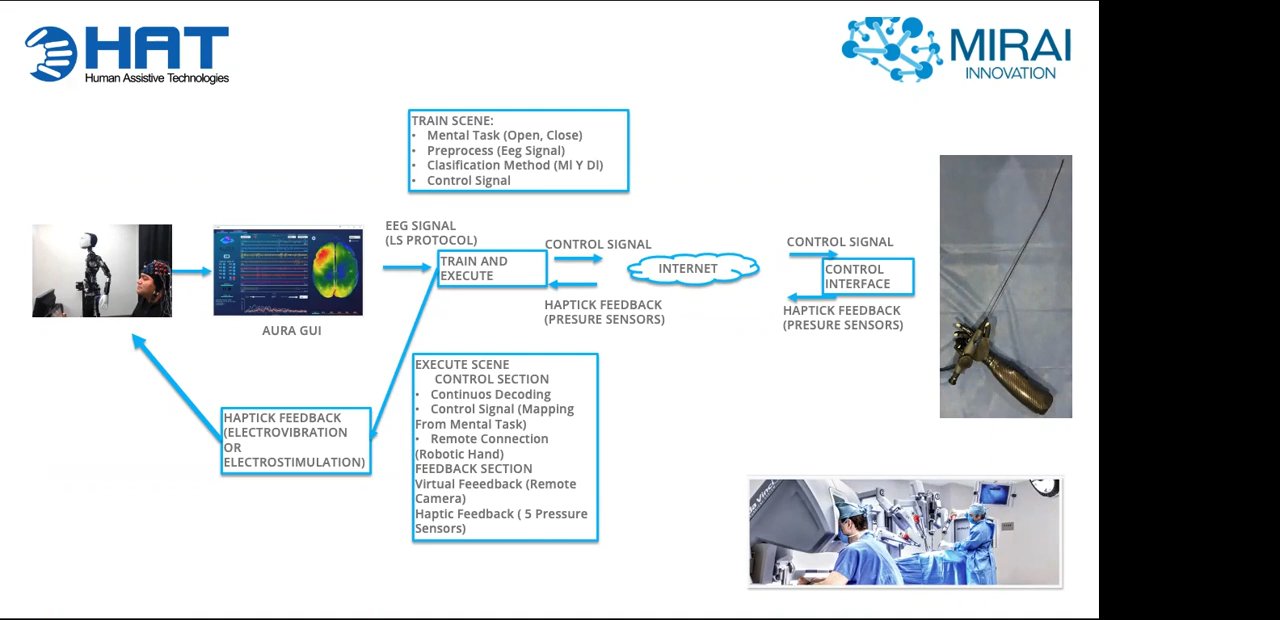 HAT
Human Assistive Technologies
MIRAI
INNOVATION
TRAIN SCENE:
• Mental Task (Open, Close)
• Preprocess (Eeg Signal)
• Clasification Method (Ml Y Dl)
• Control Signal
EEG SIGNAL
(LS PROTOCOL)
TRAIN AND
EXECUTE
CONTROL SIGNAL
HAPTICK FEEDBACK
(PRESURE SENSORS)
INTERNET
CONTROL SIGNAL
CONTROL
INTERFACE
HAPTICK FEEDBACK
(PRESURE SENSORS)
AURA GUI
HAPTICK FEEDBACK
(ELECTROVIBRATION
OR
ELECTROSTIMULATION)
EXECUTE SCENE
CONTROL SECTION
• Continuos Decoding
• Control Signal (Mapping
From Mental Task)
• Remote Connection
(Robotic Hand)
FEEDBACK SECTION
Virtual Feeedback (Remote
Camera)
Haptic Feedback ( 5 Pressure
Sensors)